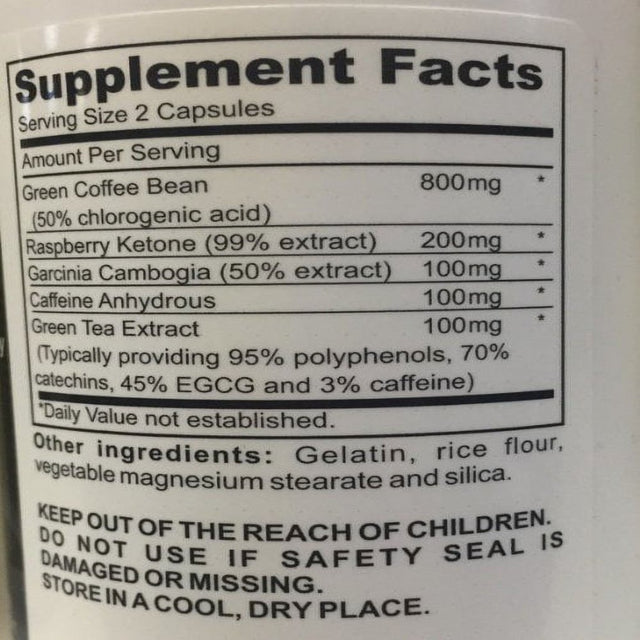 Supplement Facts
Serving Size 2 Capsules
Amount Per Serving
Green Coffee Bean 800mg *
(50% chlorogenic acid)
Raspberry Ketone (99% extract) 200mg *
Garcinia Cambogia (50% extract) 100mg *
Caffeine Anhydrous 100mg *
Green Tea Extract 100mg *
(Typically providing 95% polyphenols, 70%
catechins, 45% EGCG and 3% caffeine)
*Daily Value not established.
Other ingredients: Gelatin, rice flour,
vegetable magnesium stearate and silica.
KEEP OUT OF THE REACH OF CHILDREN.
DO NOT USE IF SAFETY SEAL IS
DAMAGED OR MISSING.
STORE IN A COOL, DRY PLACE.